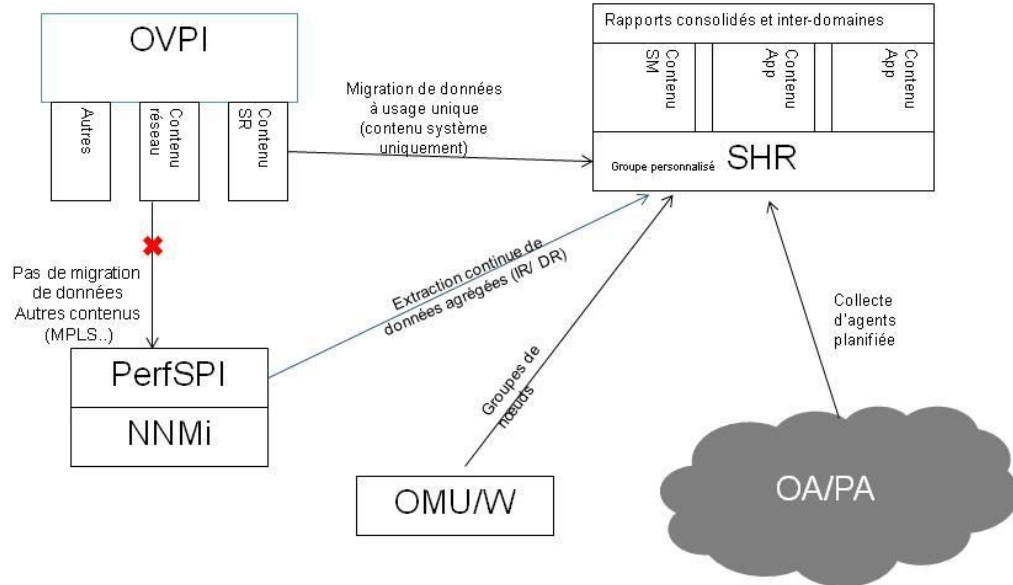 OVPI
Autres
Contenu
réseau
Contenu
SR
Migration de données
à usage unique
(contenu système
uniquement)
Rapports consolidés et inter-domaines
Contenu
SM
Contenu
App
Contenu
App
Groupe personnalisé SHR
Pas de migration
de données
Autres contenus
(MPLS..)
PerfSPI
NNMi
Extraction continue de
données agrégées (IR/ DR)
Groupes de
nœuds
Collecte
d'agents
planifiée
OMU/W
OA/PA